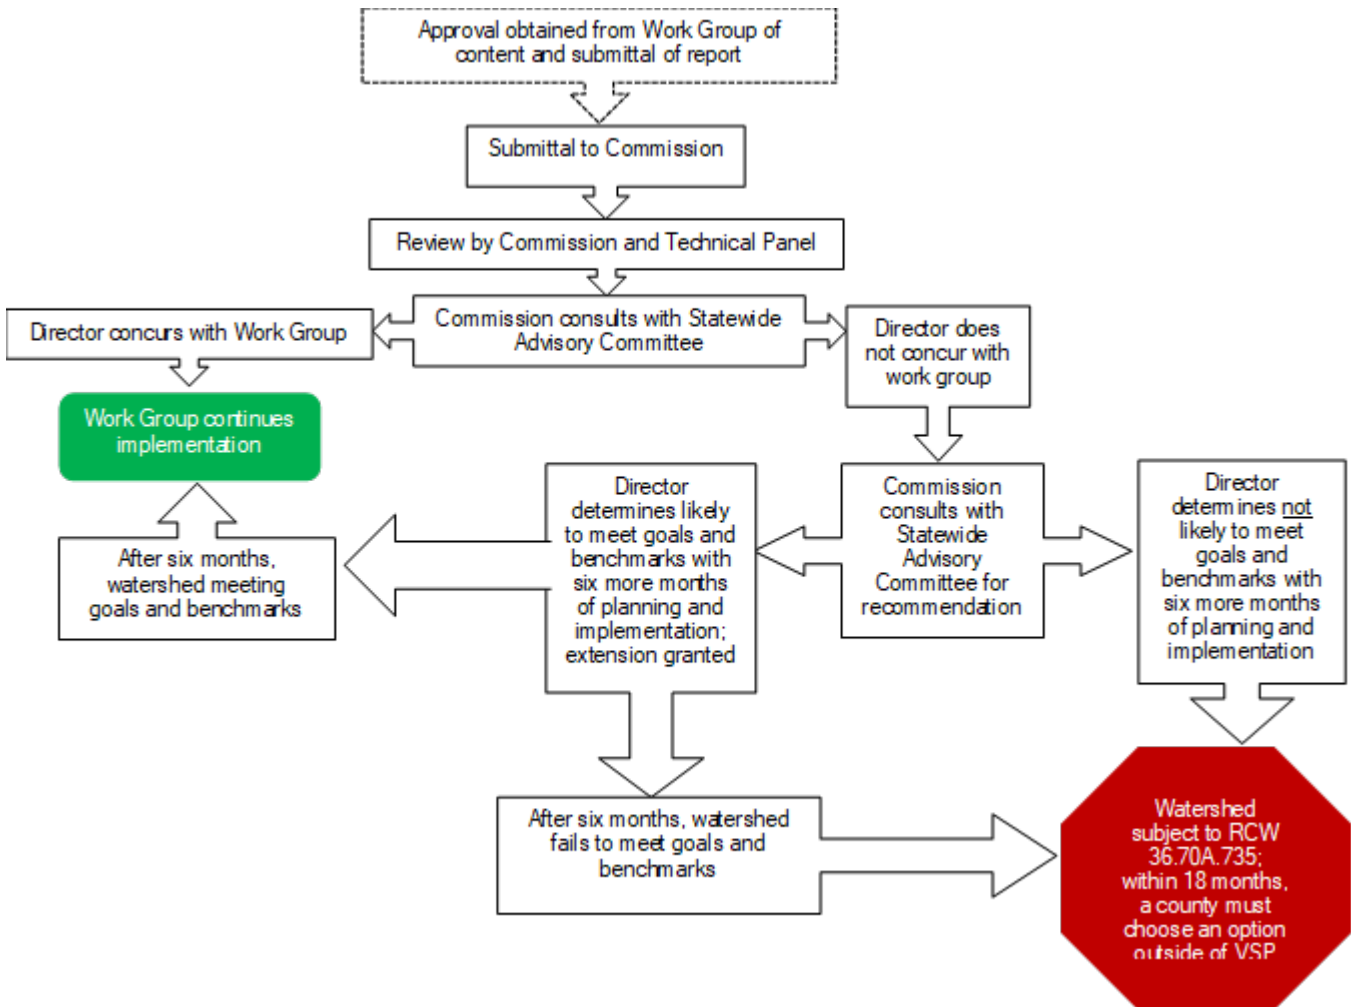 Approval obtained from Work Group of
content and submittal of report
Submittal to Commission
Review by Commission and Technical Panel
Commission consults with Statewide
Advisory Committee
Director concurs with Work Group
Director does
not concur with
work group
Work Group continues
implementation
Director
determines likely
to meet goals and
benchmarks with
six more months
of planning and
implementation;
extension granted
Commission
consults with
Statewide
Advisory
Committee for
recommendation
Director
determines not
likely to meet
goals and
benchmarks with
six more months
of planning and
implementation
After six months,
watershed meeting
goals and benchmarks
After six months, watershed
fails to meet goals and
benchmarks
Watershed
subject to RCW
36.70A.735;
within 18 months,
a county must
choose an option
outside of VSP